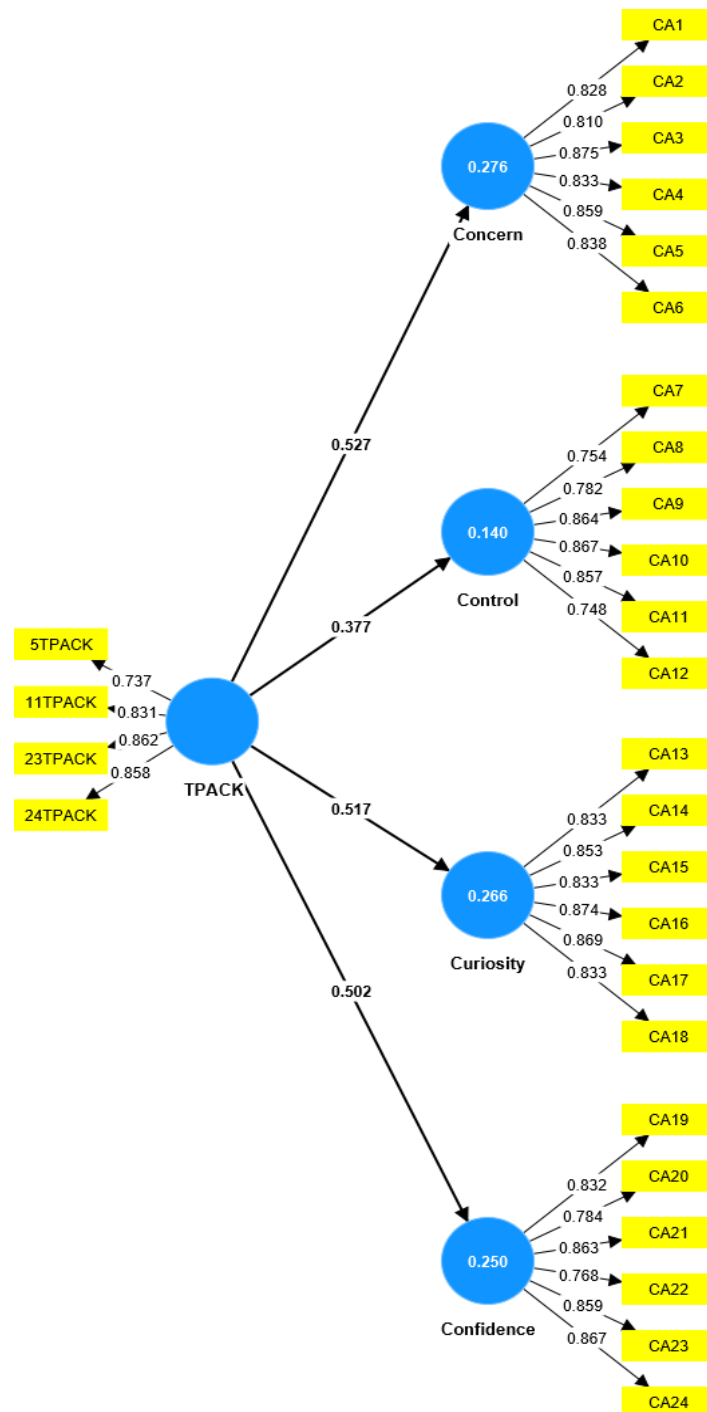 CA1
0.828
CA2
0.810
CA3
0.875
0.276
0.833
CA4
0.859
Concern
0.838
CA5
CA6
0.527
CA7
0.754
CA8
0.782
CA9
0.864
0.140
0.867
CA10
0.857
Control
0.748
CA11
CA12
0.377
5TPACK
0.737
11TPACK
0.831
23TPACK
0.862
0.858
24TPACK
TPACK
CA13
0.833
CA14
0.853
CA15
0.833
0.517
0.266
0.874
CA16
0.869
Curiosity
0.833
CA17
CA18
0.502
CA19
0.832
CA20
0.784
CA21
0.863
0.250
0.768
CA22
0.859
Confidence
0.867
CA23
CA24